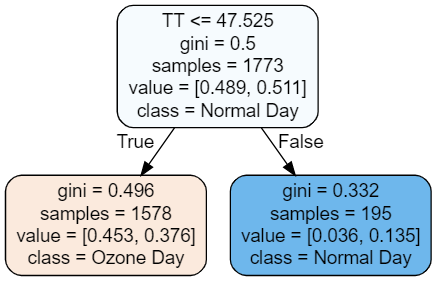 TT <= 47.525
gini = 0.5
samples = 1773
value = [0.489, 0.511]
class = Normal Day
True
False
gini = 0.496
samples = 1578
value = [0.453, 0.376]
class = Ozone Day
gini = 0.332
samples = 195
value = [0.036, 0.135]
class = Normal Day